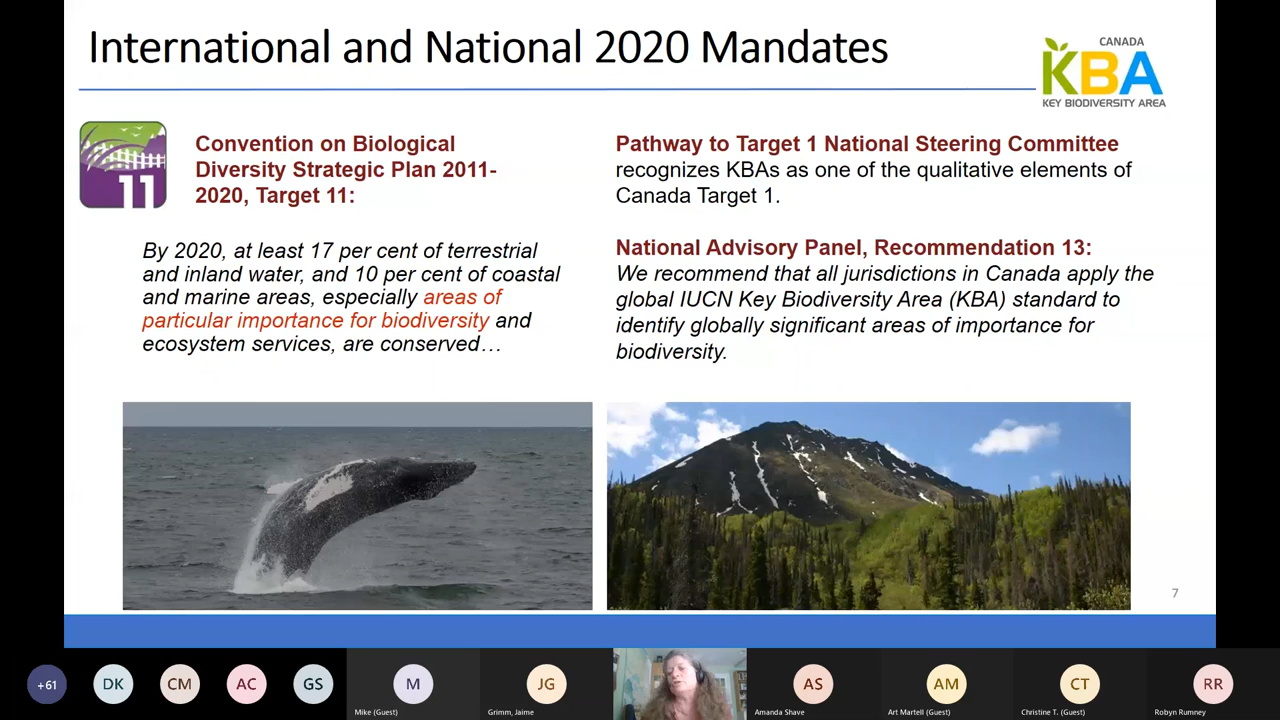 International and National 2020 Mandates
CANADA
KBA
KEY BIODIVERSITY AREA
11
Convention on Biological
Diversity Strategic Plan 2011-
2020, Target 11:
By 2020, at least 17 per cent of terrestrial
and inland water, and 10 per cent of coastal
and marine areas, especially areas of
particular importance for biodiversity and
ecosystem services, are conserved…
Pathway to Target 1 National Steering Committee
recognizes KBAs as one of the qualitative elements of
Canada Target 1.
National Advisory Panel, Recommendation 13:
We recommend that all jurisdictions in Canada apply the
global IUCN Key Biodiversity Area (KBA) standard to
identify globally significant areas of importance for
biodiversity.
7
+61
DK
CM
AC
GS
M
Mike (Guest)
JG
Grimm, Jaime
AS
Amanda Shave
AM
Art Martell (Guest)
CT
Christine T. (Guest)
RR
Robyn Rumney